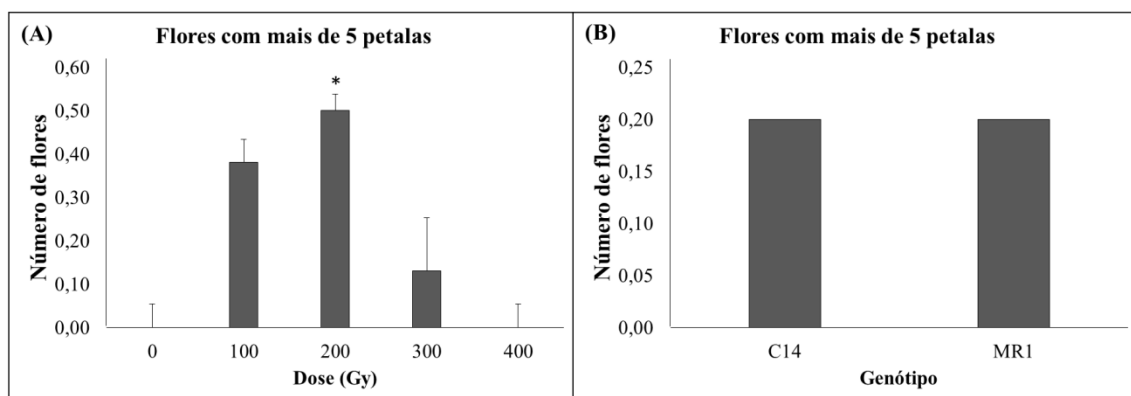 (A)
Flores com mais de 5 petalas
Número de flores
0,60
*
0,50
0,40
0,30
0,20
0,10
0,00
0 100 200 300 400
Dose (Gy)
(B)
Flores com mais de 5 petalas
Número de flores
0,25
0,20
0,15
0,10
0,05
0,00
C14 MR1
Genótipo